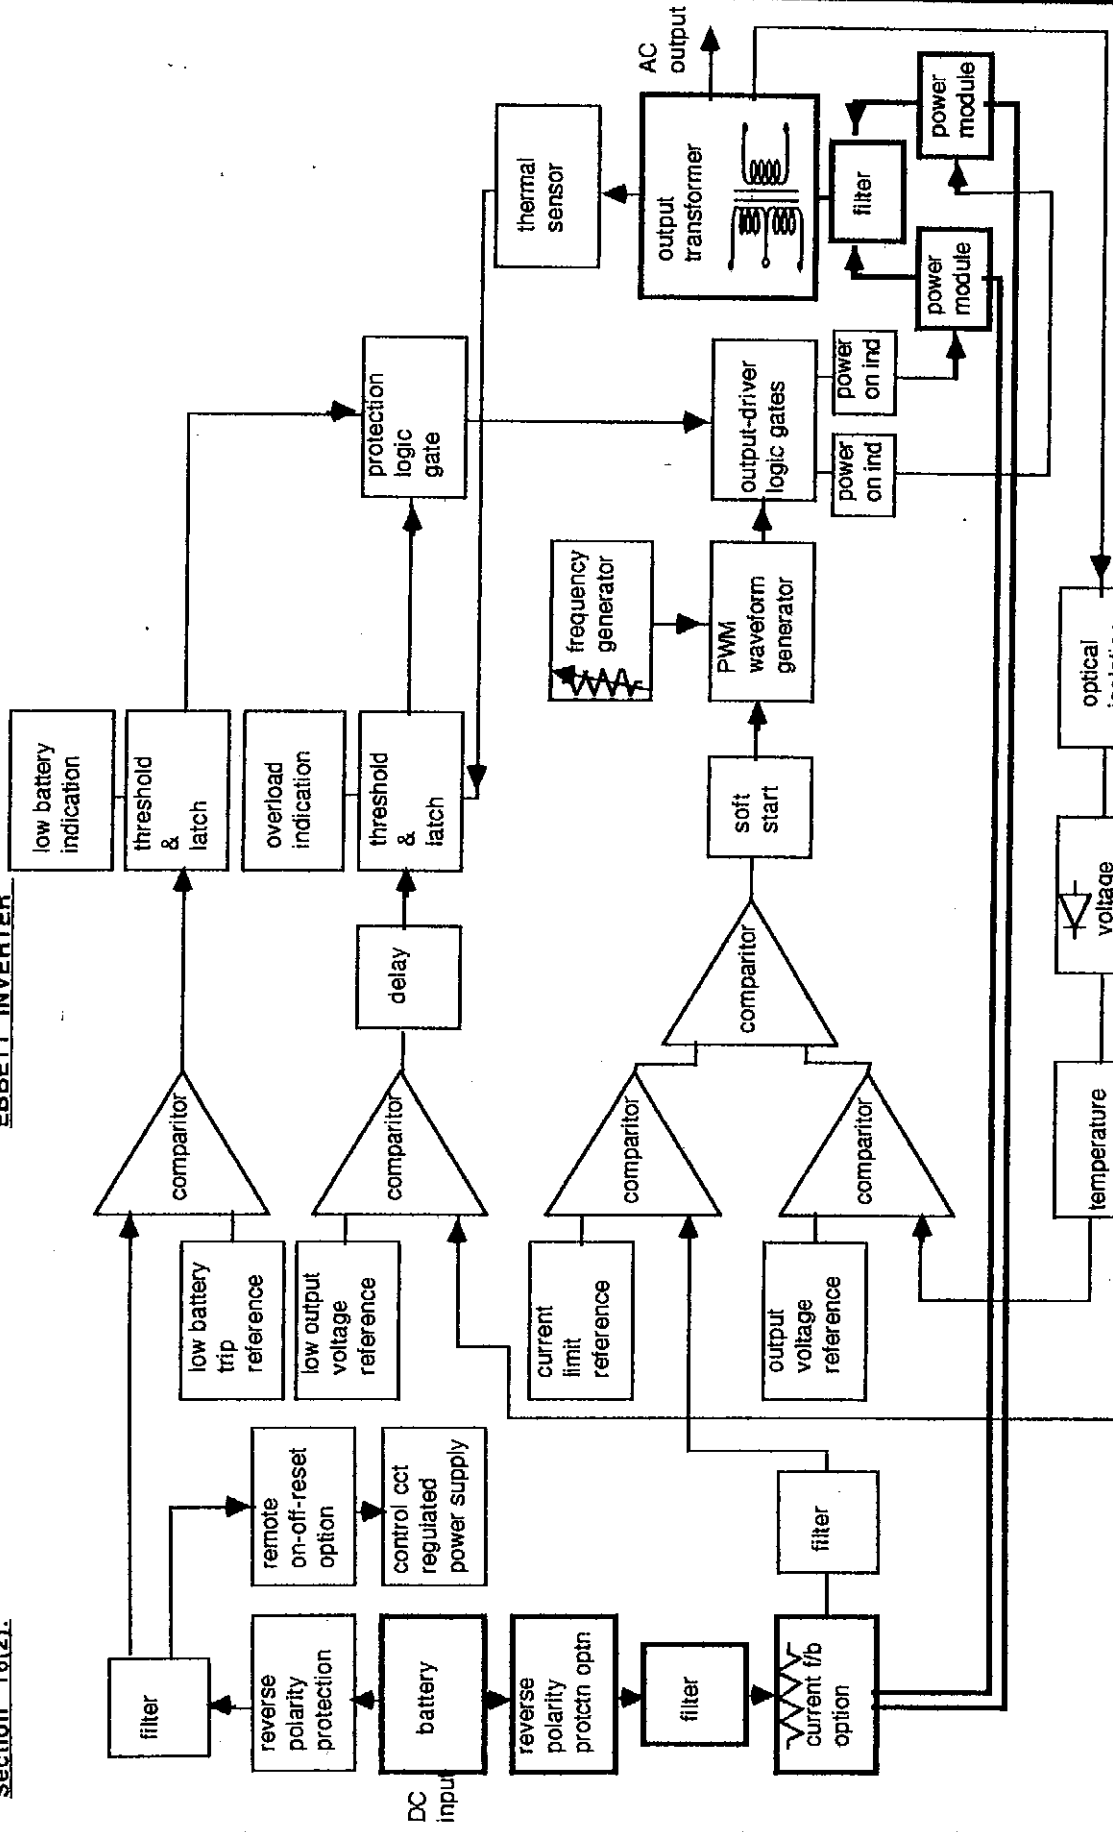 Section 16(2).
EBBETT INVERTER
low battery
indication
threshold
&
latch
overload
indication
threshold
&
latch
protection
logic
gate
thermal
sensor
AC
output
output
transformer
filter
power
module
power
module
power
on ind
power
on ind
output-driver
logic gates
frequency
generator
PWM
waveform
generator
soft
start
delay
comparitor
comparitor
comparitor
comparitor
comparitor
low battery
trip
reference
low output
voltage
reference
current
limit
reference
output
voltage
reference
remote
on-off-reset
option
control cct
regulated
power supply
filter
filter
reverse
polarity
protection
battery
DC
input
reverse
polarity
protctn optn
filter
current f/b
option
temperature
voltage
optical